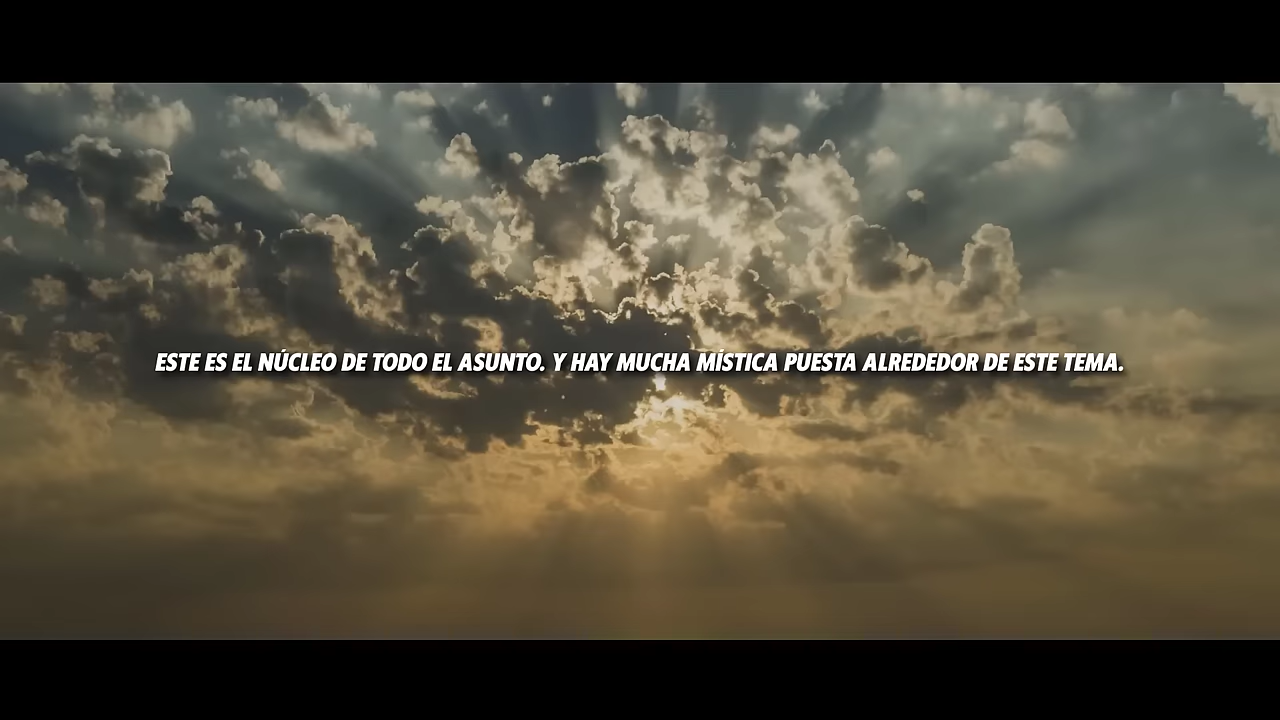 ESTE ES EL NÚCLEO DE TODO EL ASUNTO. Y HAY MUCHA MÍSTICA PUESTA ALREDEDOR DE ESTE TEMA.